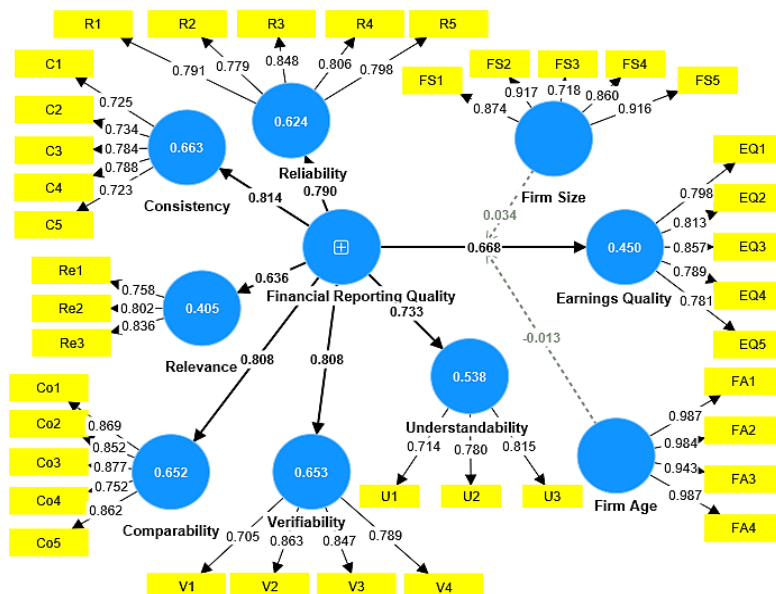 R1 R2 R3 R4 R5
0.791 0.779 0.848 0.806 0.798
0.624
Reliability
C1
C2
C3
C4
C5
0.725
0.734
0.784
0.788
0.723
0.663
Consistency
0.814
0.790
FS1 FS2 FS3 FS4 FS5
0.874 0.917 0.718 0.860 0.916
Firm Size
0.034
Financial Reporting Quality
0.668
0.450
Earnings Quality
0.798
0.813
0.857
0.789
0.781
EQ1
EQ2
EQ3
EQ4
EQ5
Re1
Re2
Re3
0.758
0.802
0.836
0.405
Relevance
0.636
0.808
0.808
0.733
-0.013
Co1
Co2
Co3
Co4
Co5
0.869
0.852
0.877
0.752
0.862
0.652
Comparability
0.653
Verifiability
0.705 0.863 0.847 0.789
V1 V2 V3 V4
0.538
Understandability
0.714 0.780 0.815
U1 U2 U3
Firm Age
0.987
0.984
0.943
0.987
FA1
FA2
FA3
FA4